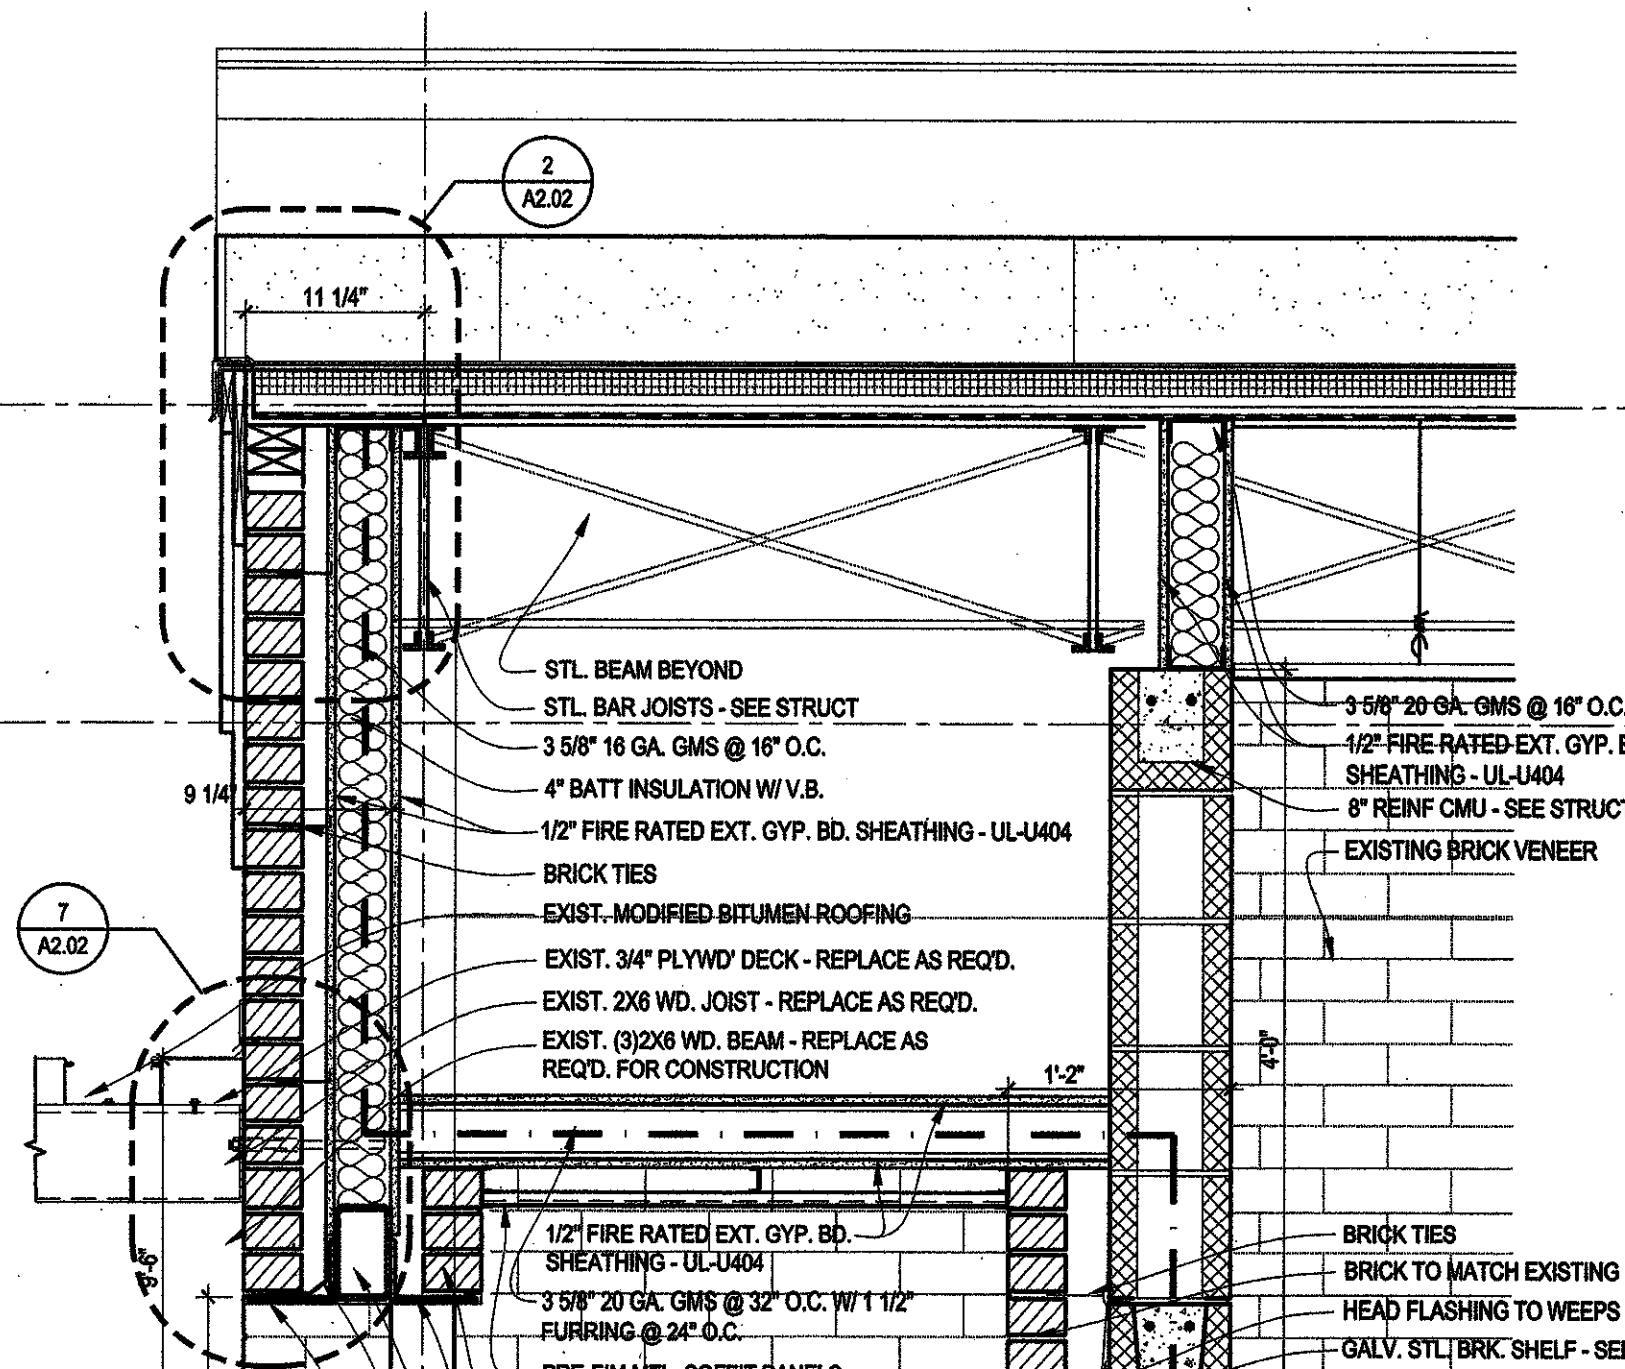 2
A2.02
11 1/4"
STL. BEAM BEYOND
STL. BAR JOISTS - SEE STRUCT
3 5/8" 16 GA. GMS @ 16" O.C.
4" BATT INSULATION W/ V.B.
9 1/4"
1/2" FIRE RATED EXT. GYP. BD. SHEATHING - UL-U404
BRICK TIES
3 5/8" 20 GA. GMS @ 16" O.C.
1/2" FIRE RATED EXT. GYP.
SHEATHING - UL-U404
8" REINF CMU - SEE STRUCT
EXISTING BRICK VENEER
7
A2.02
EXIST. MODIFIED BITUMEN ROOFING
EXIST. 3/4" PLYWD' DECK - REPLACE AS REQ'D.
EXIST. 2X6 WD. JOIST - REPLACE AS REQ'D.
EXIST. (3)2X6 WD. BEAM - REPLACE AS
REQ'D. FOR CONSTRUCTION
1'-2"
4'-0"
1/2" FIRE RATED EXT. GYP. BD.
SHEATHING - UL-U404
3 5/8" 20 GA. GMS @ 32" O.C. W/ 1 1/2"
FURRING @ 24" O.C.
BRICK TIES
BRICK TO MATCH EXISTING
HEAD FLASHING TO WEEPS
GALV. STL. BRK. SHELF -